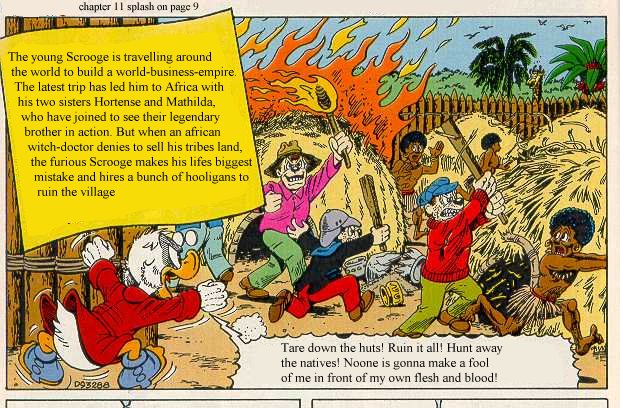 chapter 11 splash on page 9
The young Scrooge is travelling around
the world to build a world-business-empire.
The latest trip has led him to Africa with
his two sisters Hortense and Mathilda,
who have joined to see their legendary
brother in action. But when an african
witch-doctor denies to sell his tribes land,
the furious Scrooge makes his lifes biggest
mistake and hires a bunch of hooligans to
ruin the village
Tare down the huts! Ruin it all! Hunt away
the natives! Noone is gonna make a fool
of me in front of my own flesh and blood!
D93288